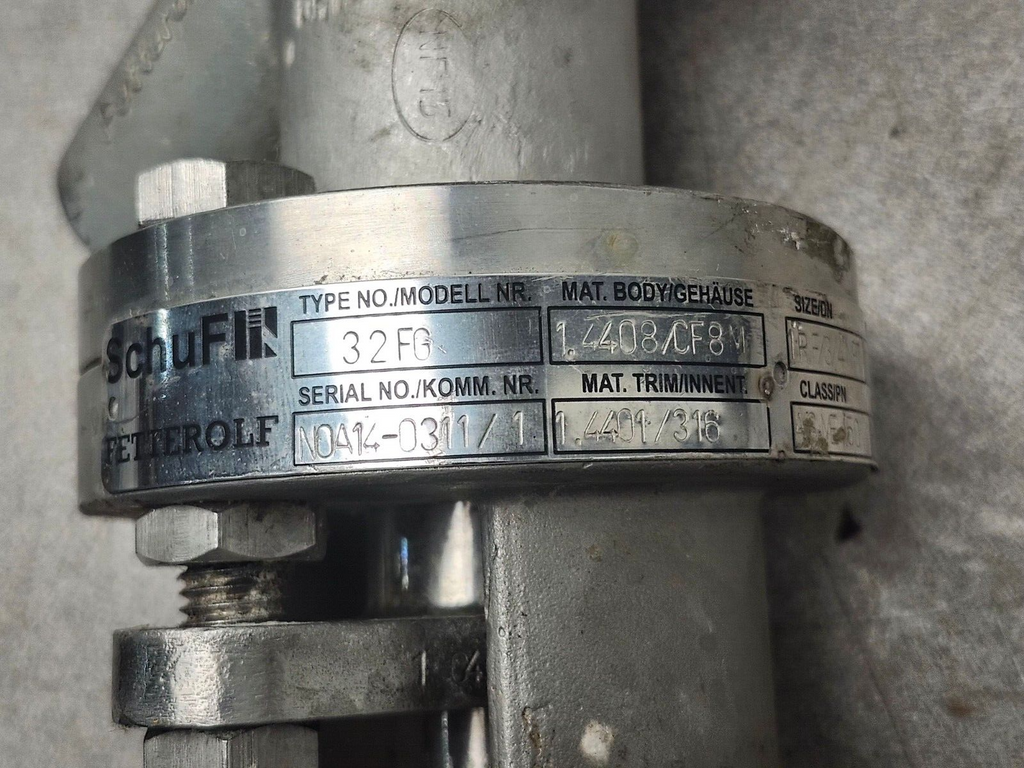 SchuF
FETTEROLF
TYPE NO./MODELL NR.
32FG
SERIAL NO./KOMM. NR.
NOA14-0311/1
MAT. BODY/GEHÄUSE
1.4408/CF8M
MAT. TRIM/INNENT.
1.4401/316
SIZE/DN
CLASS/PN